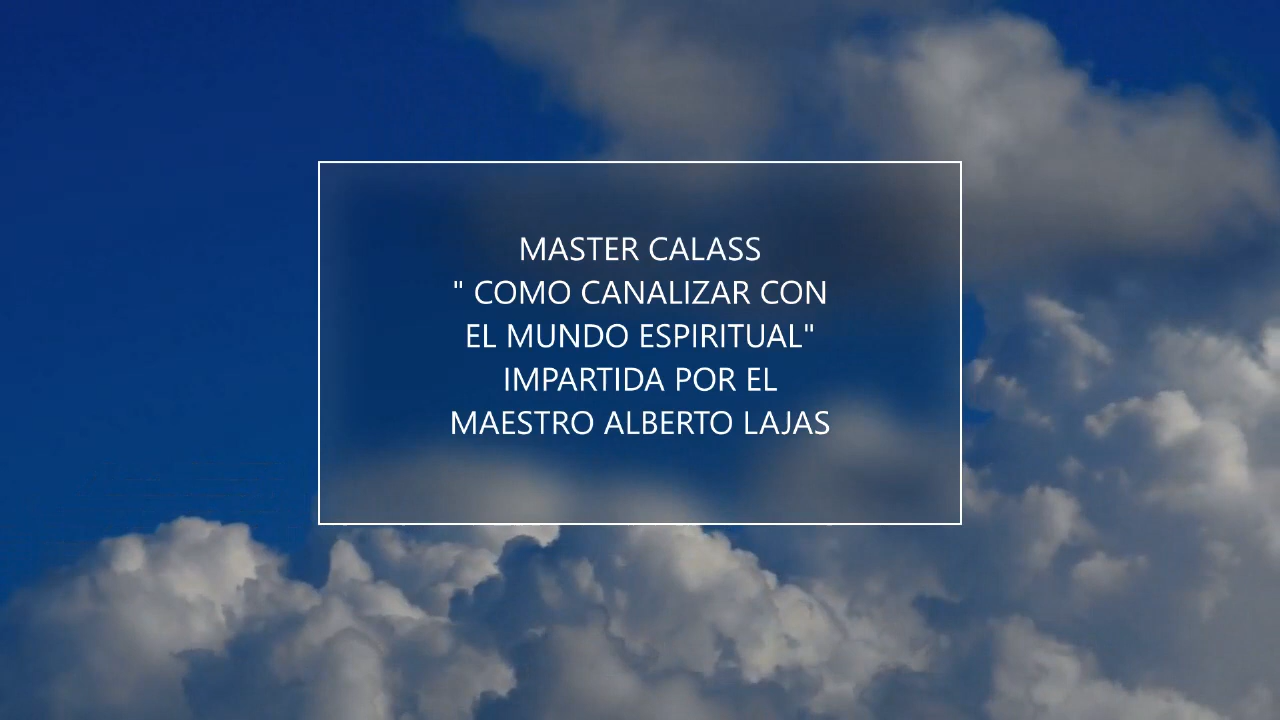 MASTER CALASS
" COMO CANALIZAR CON
EL MUNDO ESPIRITUAL"
IMPARTIDA POR EL
MAESTRO ALBERTO LAJAS